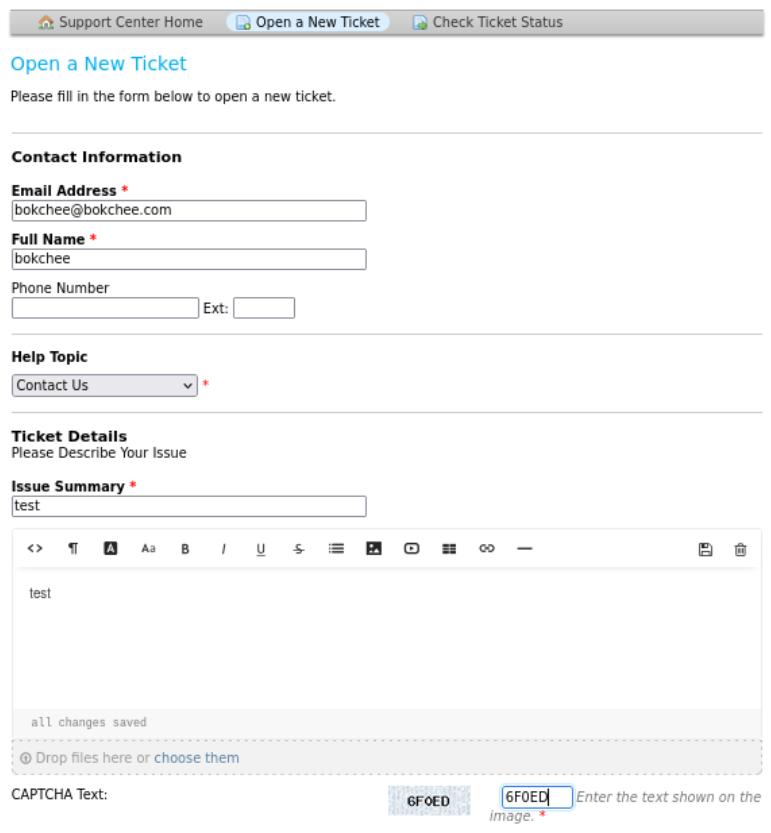 Support Center Home Open a New Ticket Check Ticket Status
Open a New Ticket
Please fill in the form below to open a new ticket.
Contact Information
Email Address *
bokchee@bokchee.com
Full Name *
bokchee
Phone Number
Ext:
Help Topic
Contact Us *
Ticket Details
Please Describe Your Issue
Issue Summary *
test
<> ¶ A Aa B I U S
test
all changes saved
Drop files here or choose them
CAPTCHA Text: 6F0ED 6F0ED Enter the text shown on the
image. *